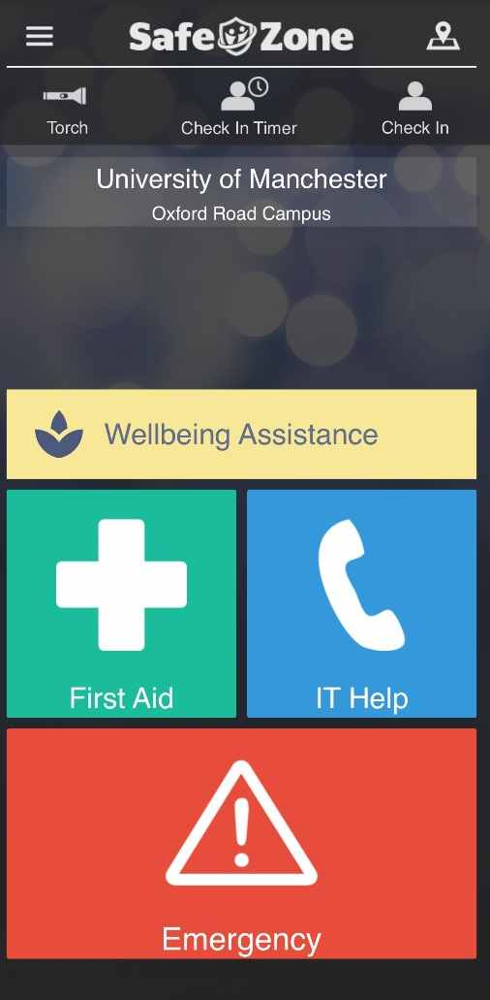 SafeZone
Torch
Check In Timer
Check In
University of Manchester
Oxford Road Campus
Wellbeing Assistance
First Aid
IT Help
Emergency